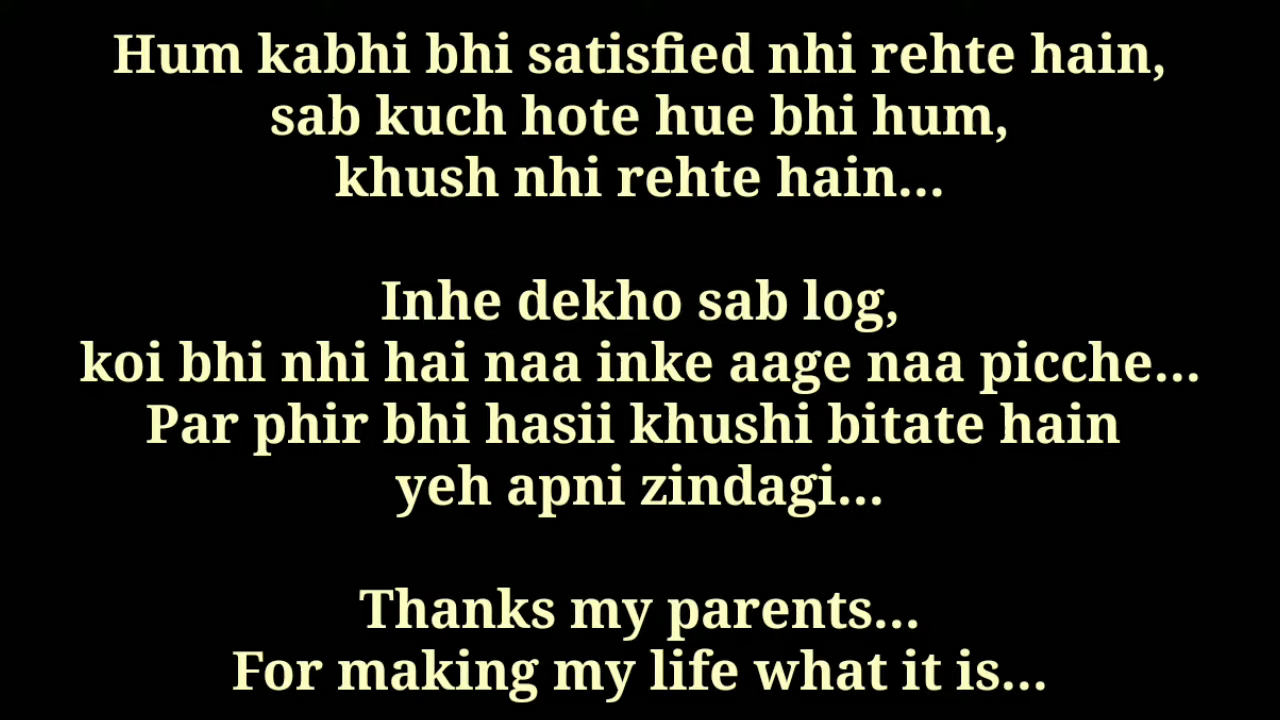 Hum kabhi bhi satisfied nhi rehte hain,
sab kuch hote hue bhi hum,
khush nhi rehte hain...
Inhe dekho sab log,
koi bhi nhi hai naa inke aage naa picche...
Par phir bhi hasii khushi bitate hain
yeh apni zindagi...
Thanks my parents...
For making my life what it is...